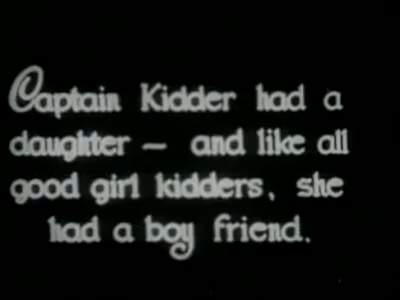 Captain Kidder had a
daughter — and like all
good girl kidders, she
had a boy friend.